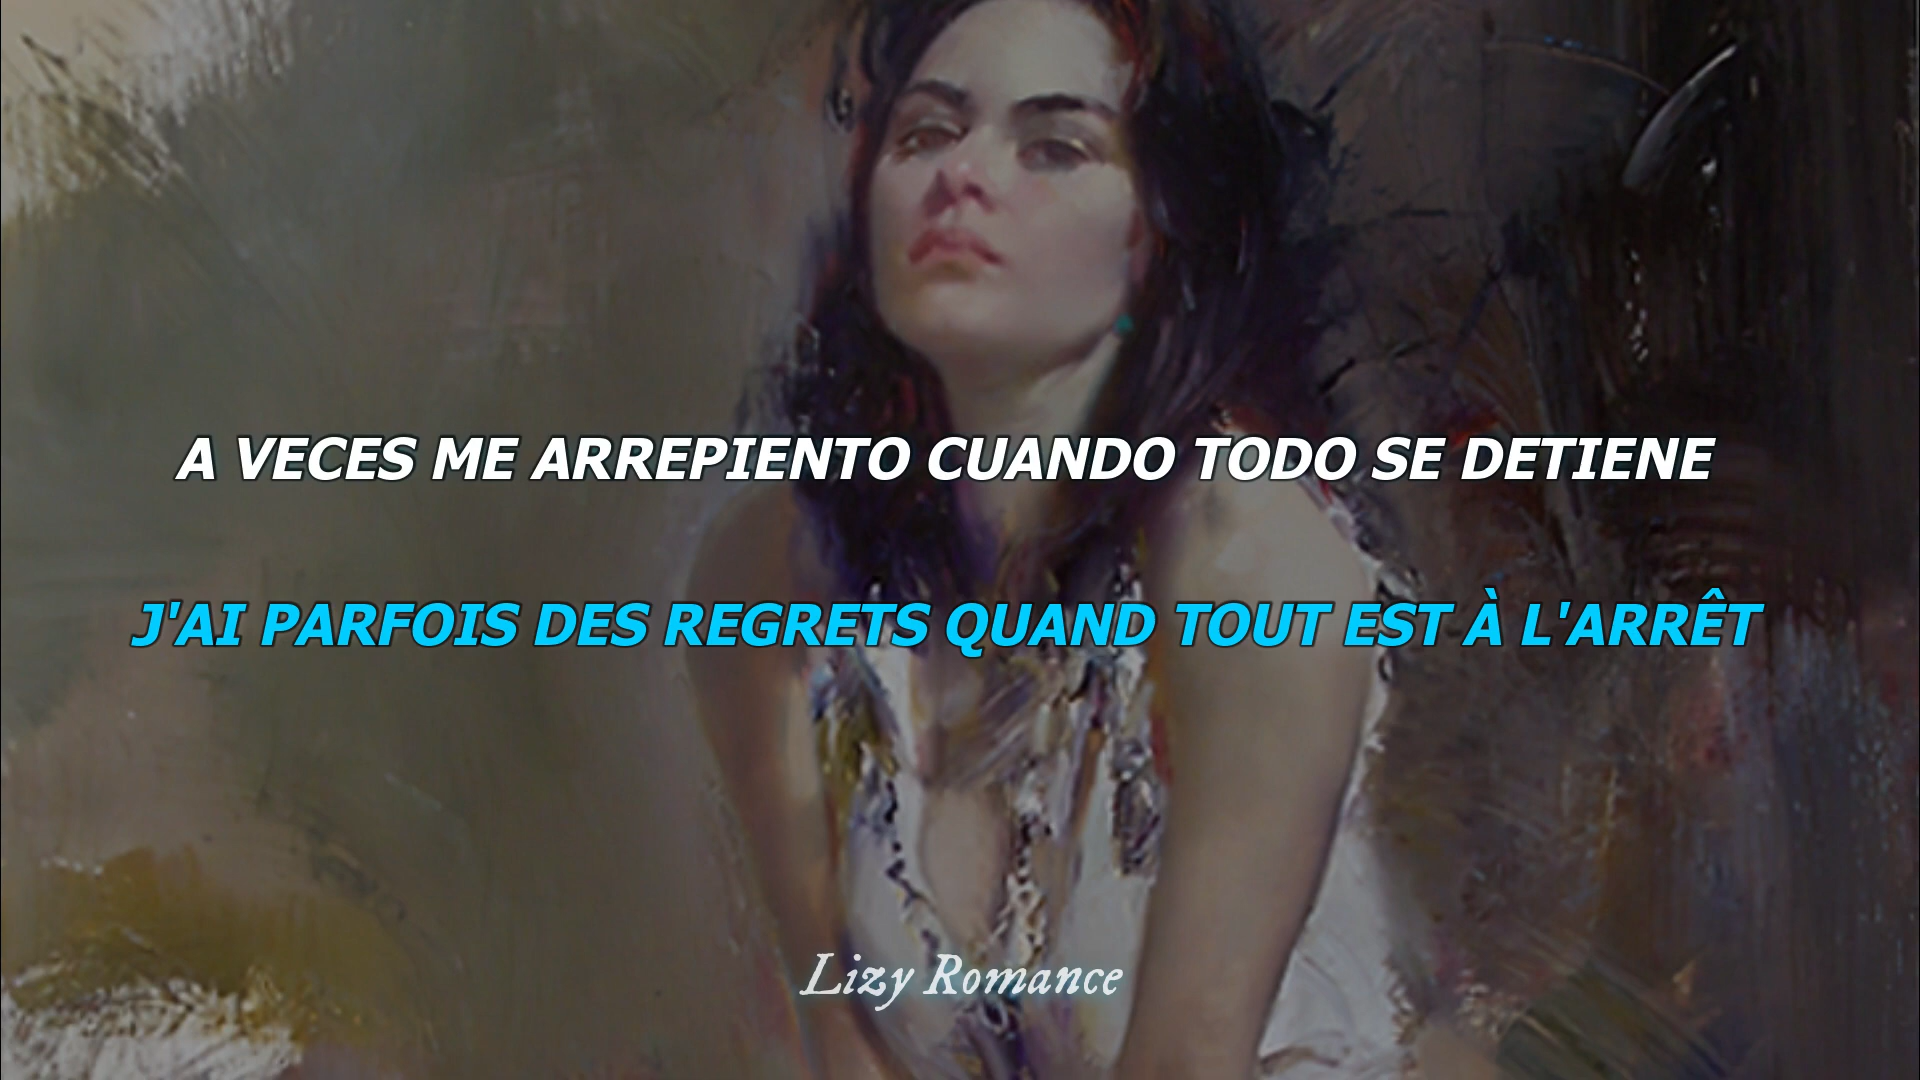 A VECES ME ARREPIENTO CUANDO TODO SE DETIENE
J'AI PARFOIS DES REGRETS QUAND TOUT EST À L'ARRÊT
Lizy Romance